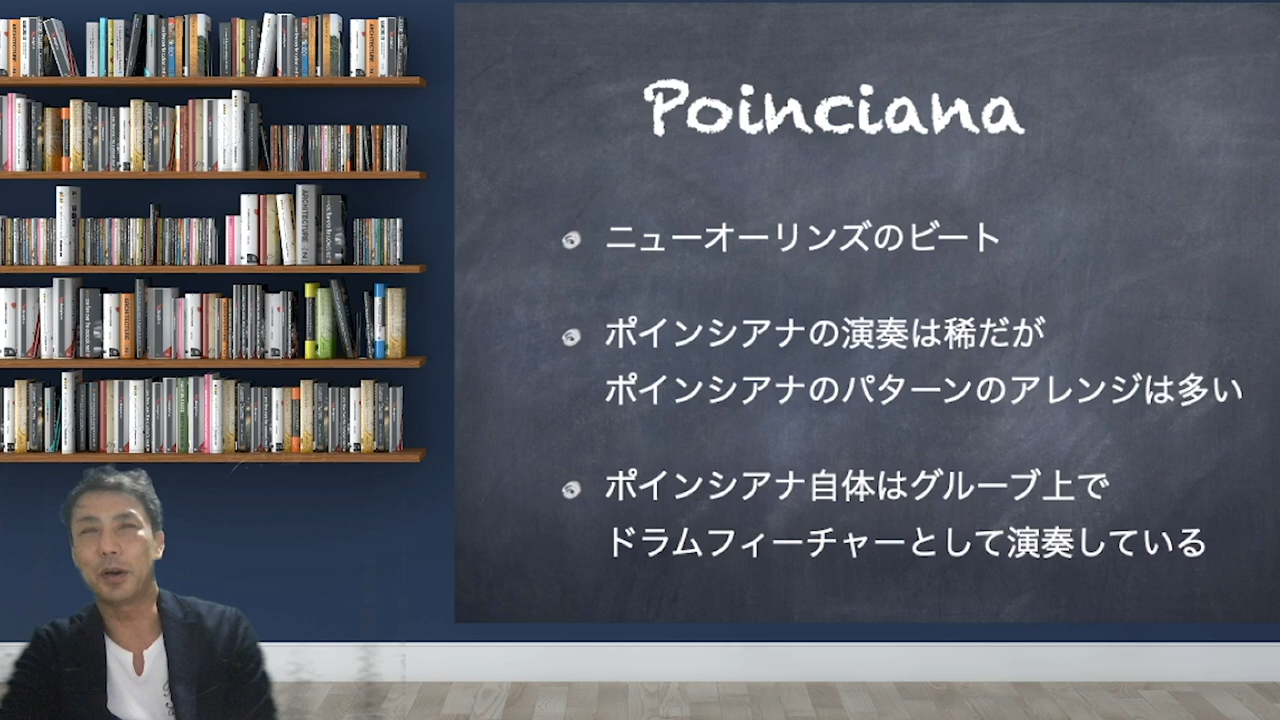 Poinciana
ニューオーリンズのビート
ポインシアナの演奏は稀だが
ポインシアナのパターンのアレンジは多い
ポインシアナ自体はグルーブ上で
ドラムフィーチャーとして演奏している